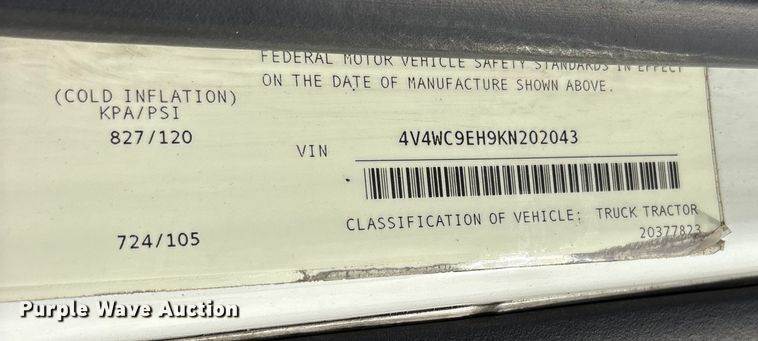 FEDERAL MOTOR VEHICLE SAFETY STANDARDS IN EFFECT
ON THE DATE OF MANUFACTURE SHOWN ABOVE.
(COLD INFLATION)
KPA/PSI
827/120
VIN 4V4WC9EH9KN202043
724/105
CLASSIFICATION OF VEHICLE: TRUCK TRACTOR
20377823
Purple Wave Auction